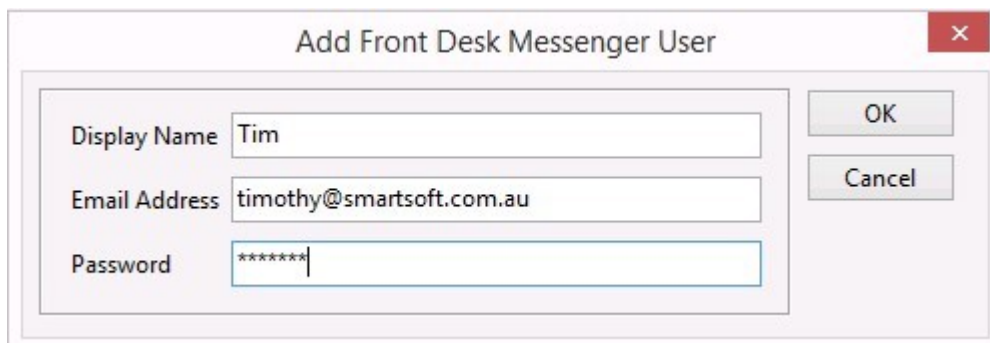 Add Front Desk Messenger User
Display Name Tim
Email Address timothy@smartsoft.com.au
Password *******
OK
Cancel